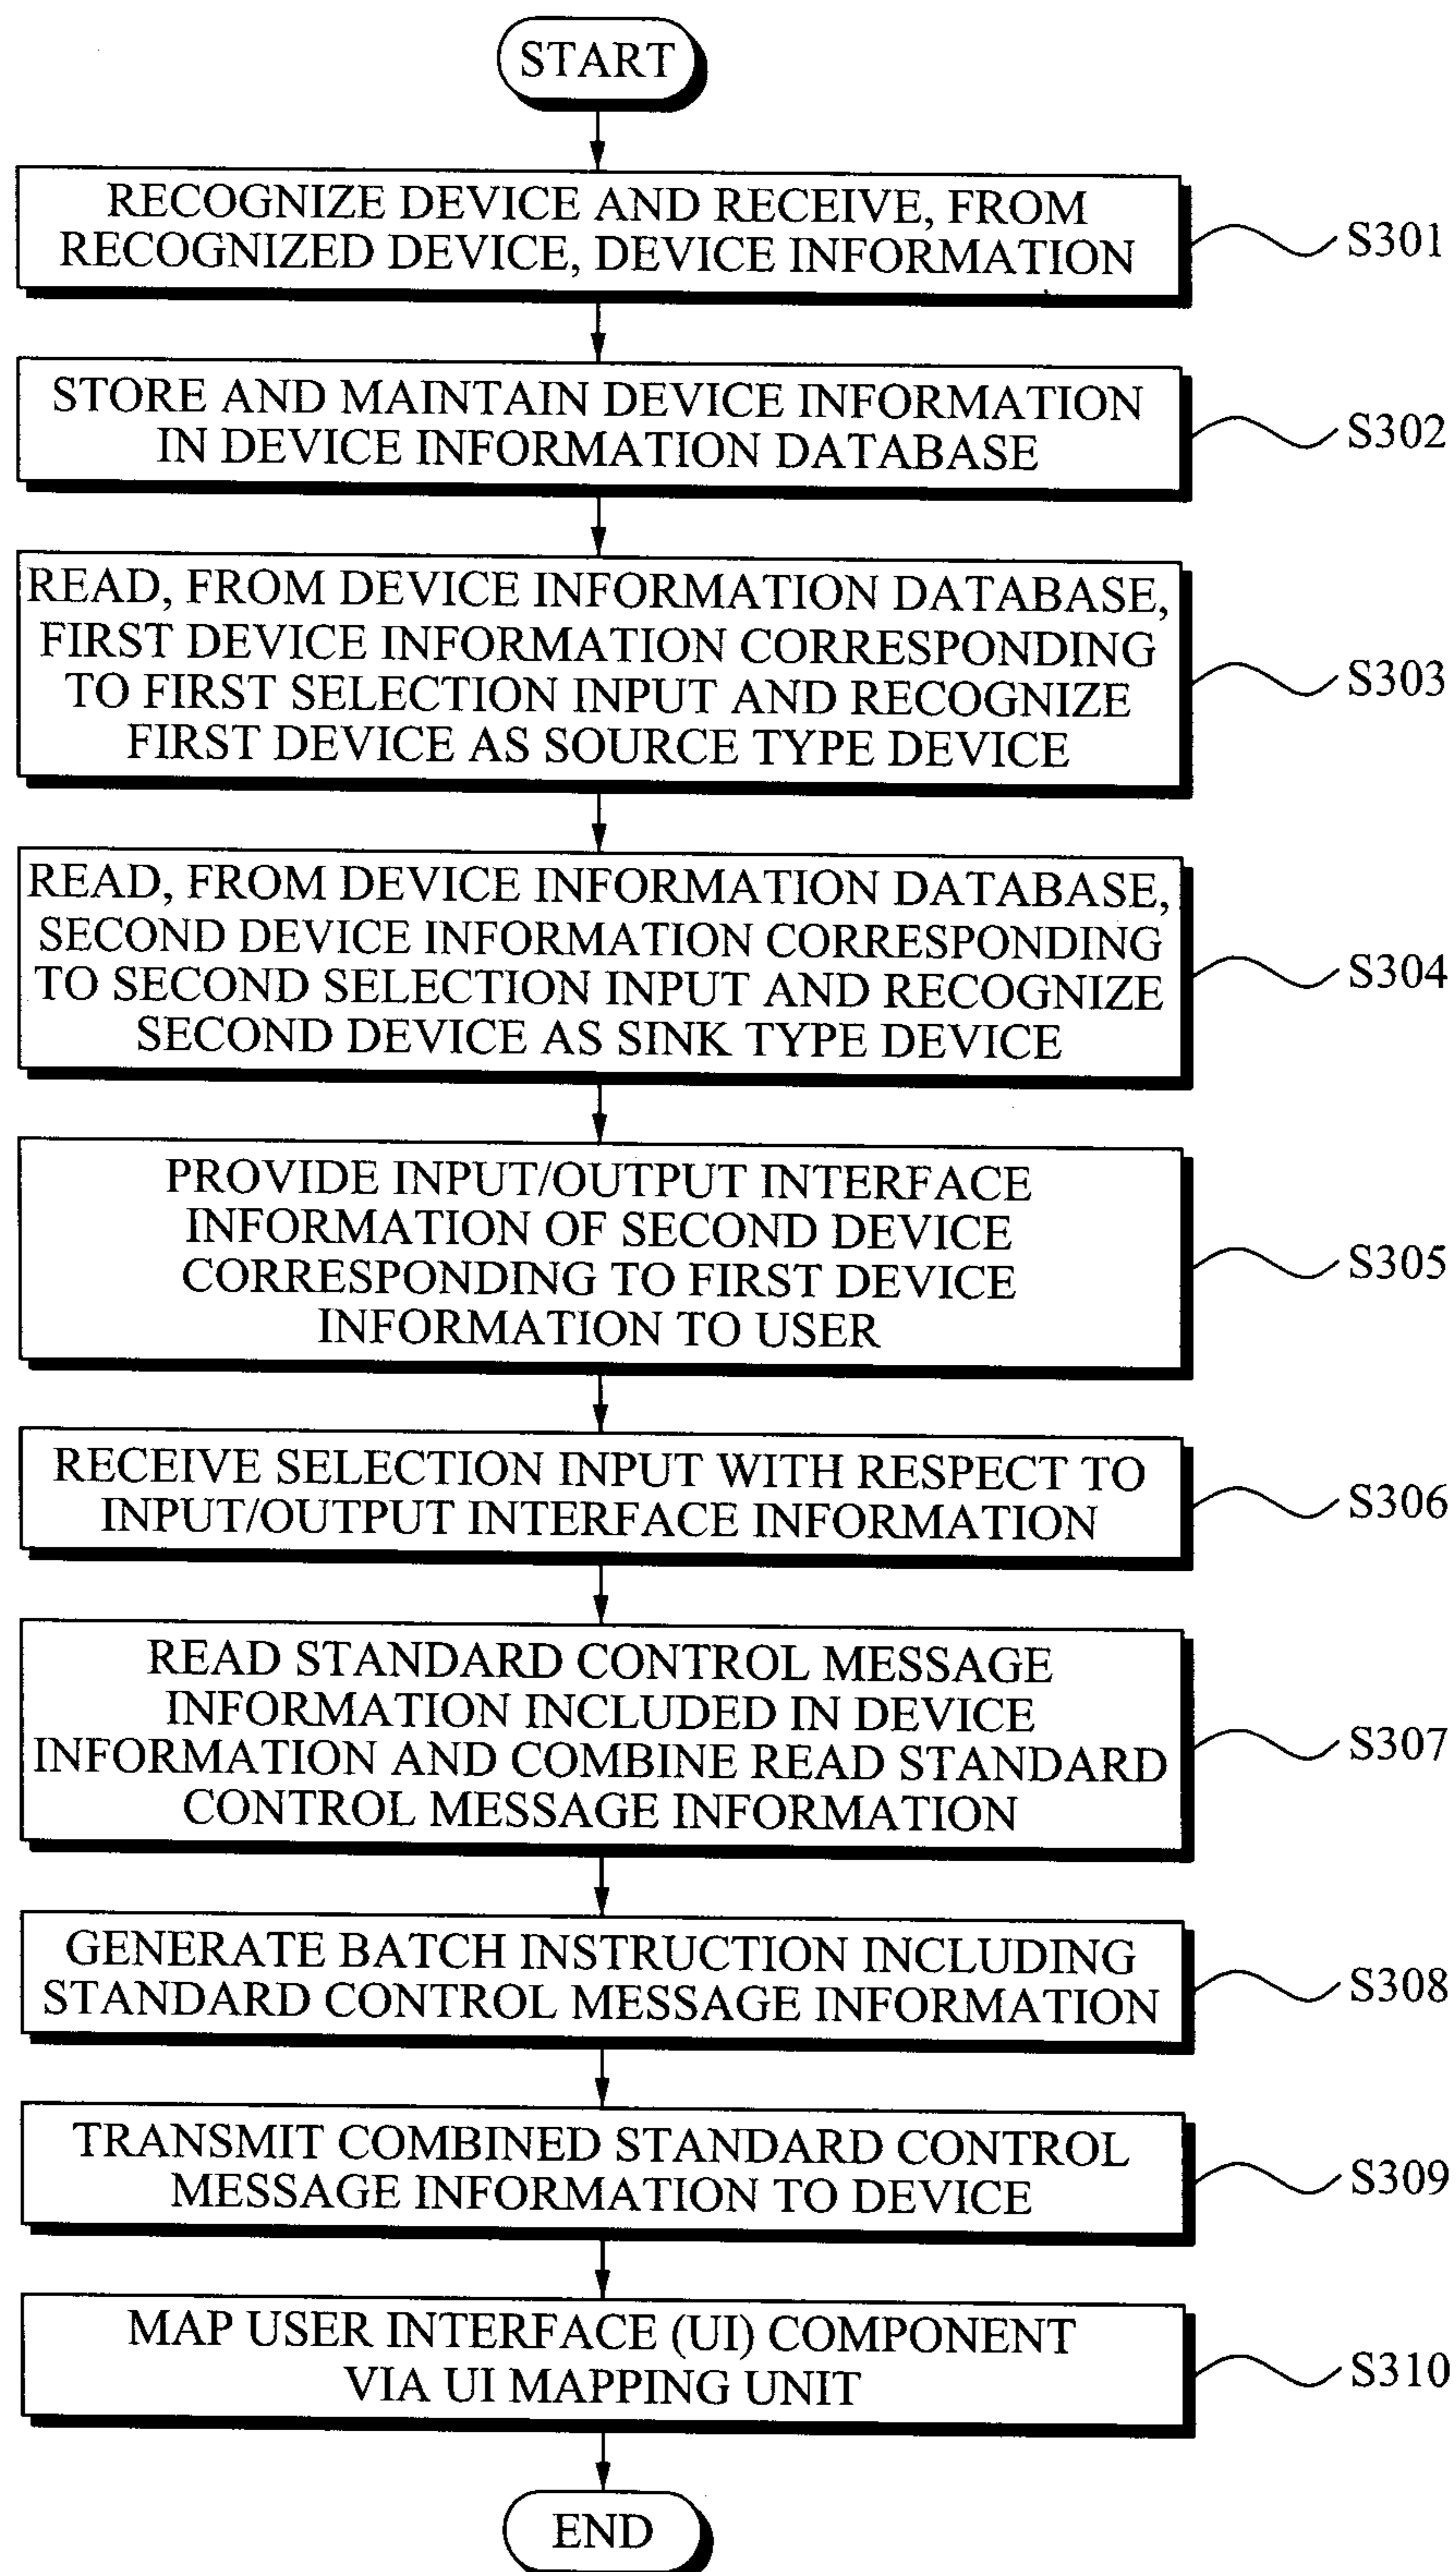 START
RECOGNIZE DEVICE AND RECEIVE, FROM
RECOGNIZED DEVICE, DEVICE INFORMATION
S301
STORE AND MAINTAIN DEVICE INFORMATION
IN DEVICE INFORMATION DATABASE
S302
READ, FROM DEVICE INFORMATION DATABASE,
FIRST DEVICE INFORMATION CORRESPONDING
TO FIRST SELECTION INPUT AND RECOGNIZE
FIRST DEVICE AS SOURCE TYPE DEVICE
S303
READ, FROM DEVICE INFORMATION DATABASE,
SECOND DEVICE INFORMATION CORRESPONDING
TO SECOND SELECTION INPUT AND RECOGNIZE
SECOND DEVICE AS SINK TYPE DEVICE
S304
PROVIDE INPUT/OUTPUT INTERFACE
INFORMATION OF SECOND DEVICE
CORRESPONDING TO FIRST DEVICE
INFORMATION TO USER
S305
RECEIVE SELECTION INPUT WITH RESPECT TO
INPUT/OUTPUT INTERFACE INFORMATION
S306
READ STANDARD CONTROL MESSAGE
INFORMATION INCLUDED IN DEVICE
INFORMATION AND COMBINE READ STANDARD
CONTROL MESSAGE INFORMATION
S307
GENERATE BATCH INSTRUCTION INCLUDING
STANDARD CONTROL MESSAGE INFORMATION
S308
TRANSMIT COMBINED STANDARD CONTROL
MESSAGE INFORMATION TO DEVICE
S309
MAP USER INTERFACE (UI) COMPONENT
VIA UI MAPPING UNIT
S310
END